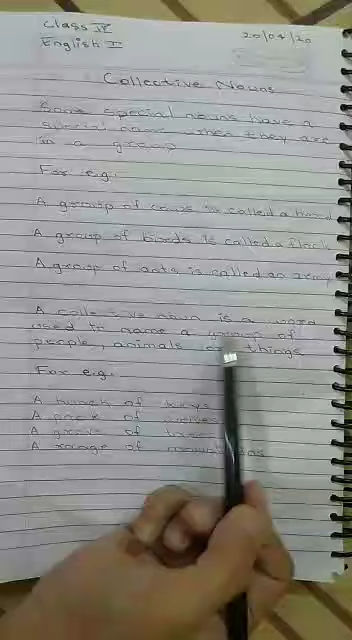 Class IV
English I
20/04/20
Collective Nouns
Some special nouns have a
special name when they are
in a group
For e.g.
A group of cows is called a herd
A group of birds is called a flock
A group of ants is called an army
A collective noun is a word
used to name a group of
people, animals or things
For e.g.
A bunch of keys
A pack of
A grove of
A range of mountains